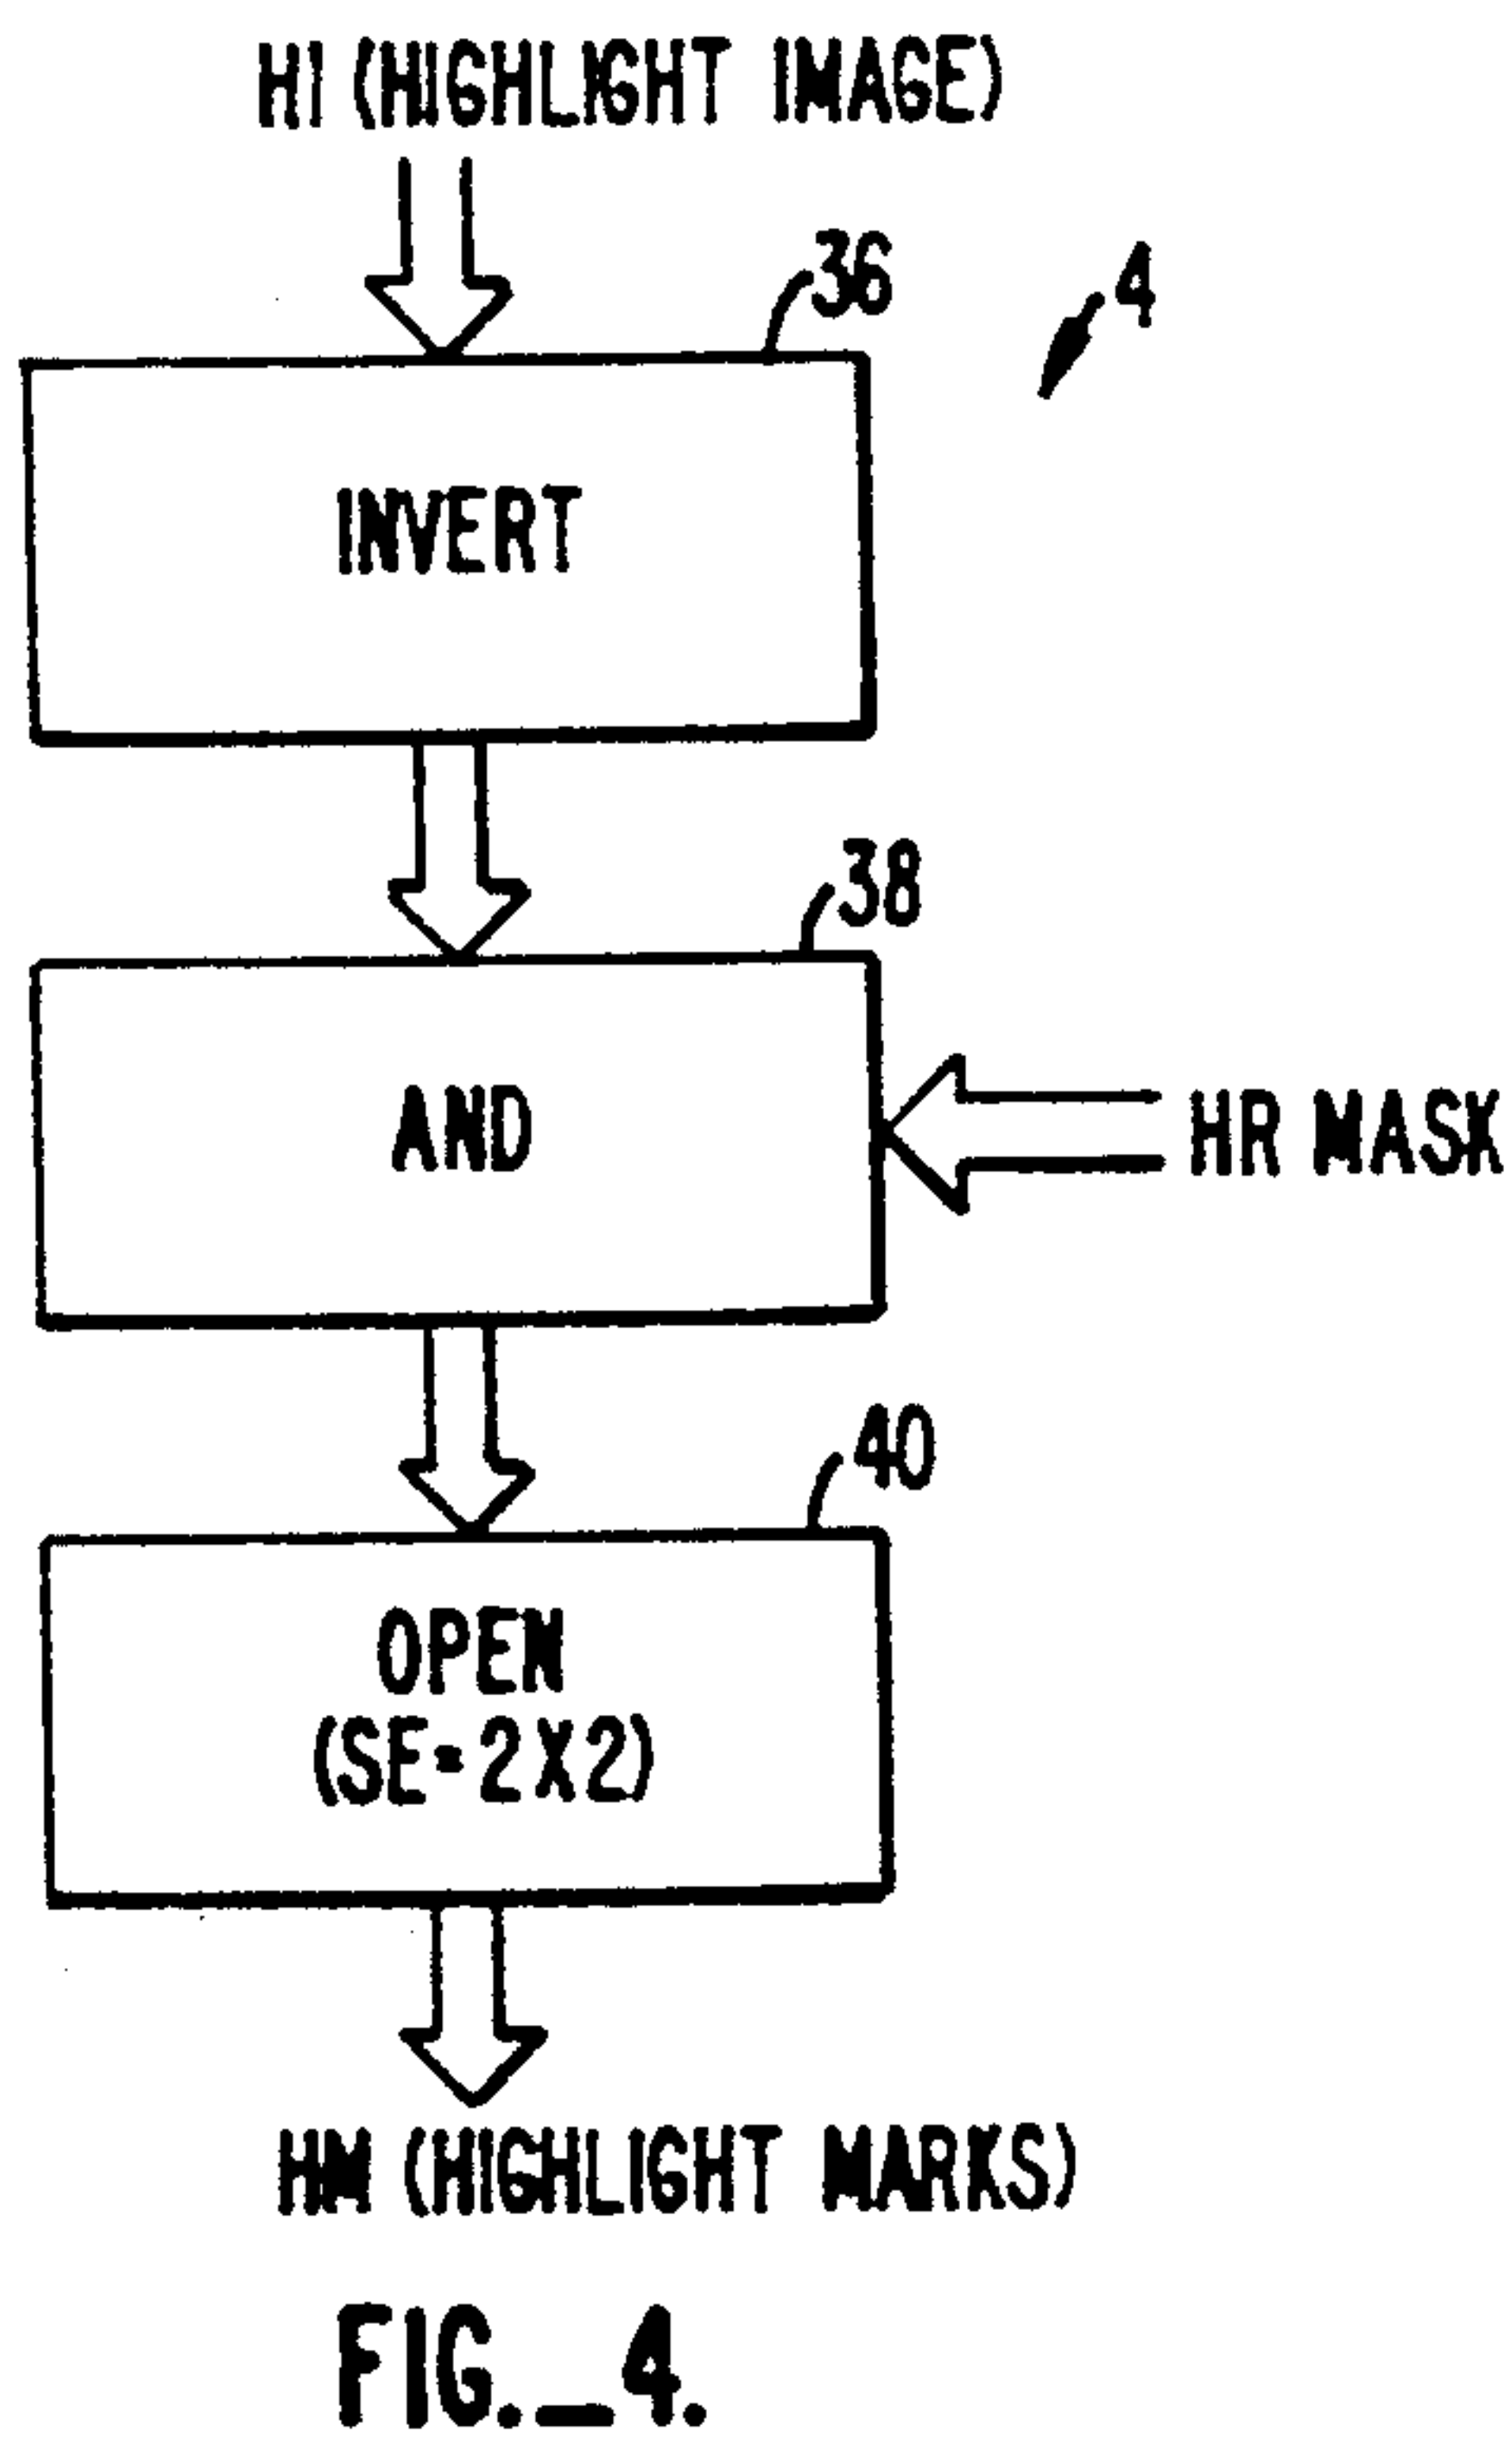 HI (HIGHLIGHT IMAGE)
36
4
INVERT
38
AND
HR MASK
40
OPEN
(SE=2X2)
HM (HIGHLIGHT MARKS)
FIG._4.